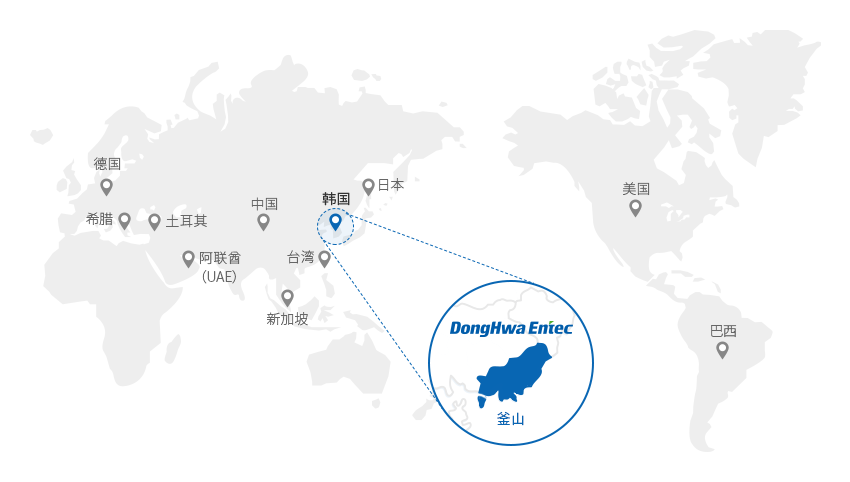 德国
希腊
土耳其
中国
韩国
日本
阿联酋
(UAE)
台湾
新加坡
美国
巴西
DongHwa Entec
釜山